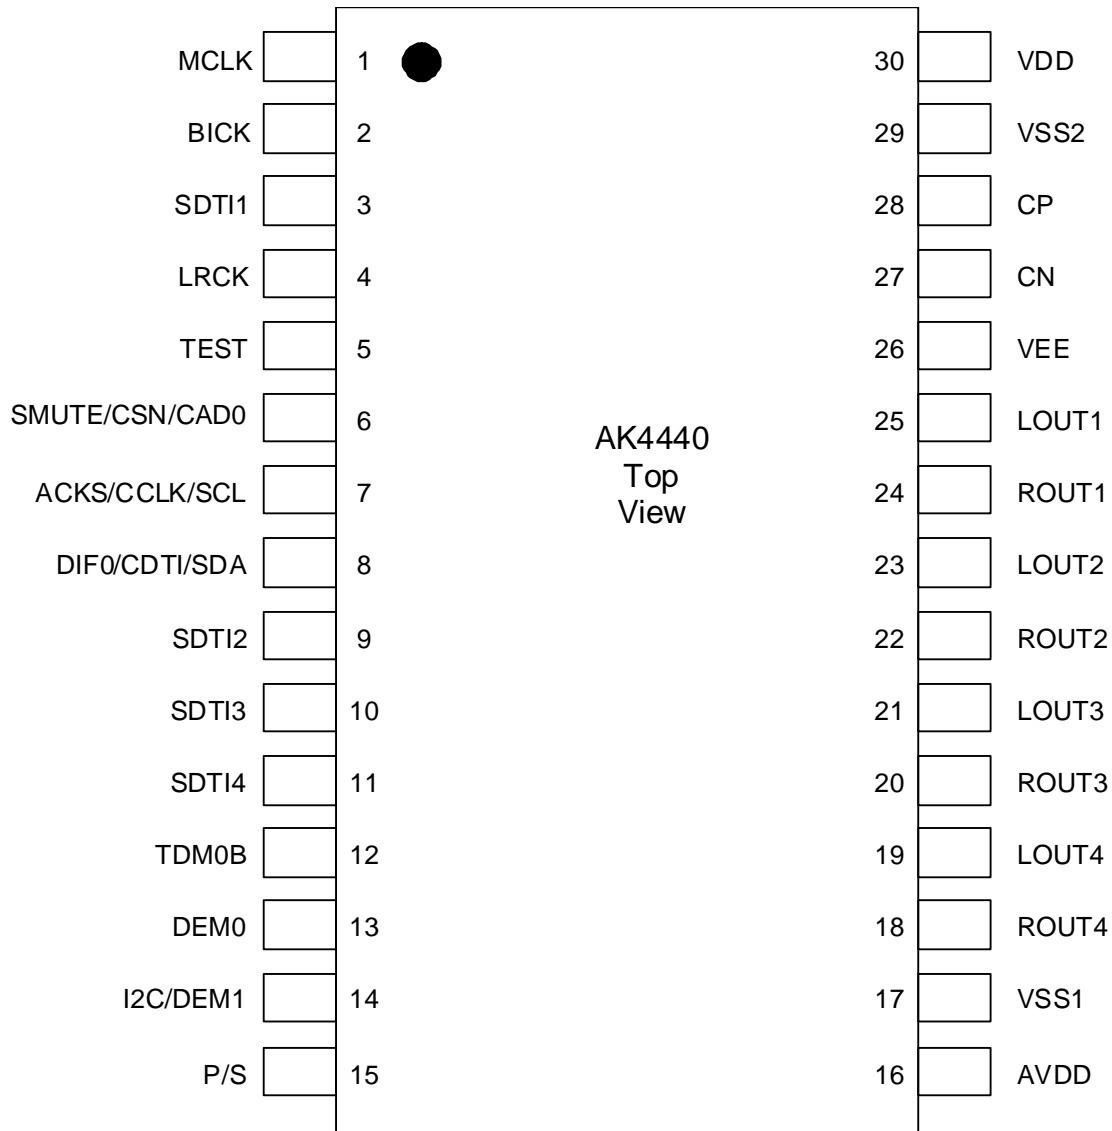 MCLK 1 30 VDD
BICK 2 29 VSS2
SDTI1 3 28 CP
LRCK 4 27 CN
TEST 5 26 VEE
SMUTE/CSN/CAD0 6 25 LOUT1
AK4440
Top
View
ACKS/CCLK/SCL 7 24 ROUT1
DIF0/CDTI/SDA 8 23 LOUT2
SDTI2 9 22 ROUT2
SDTI3 10 21 LOUT3
SDTI4 11 20 ROUT3
TDM0B 12 19 LOUT4
DEM0 13 18 ROUT4
I2C/DEM1 14 17 VSS1
P/S 15 16 AVDD